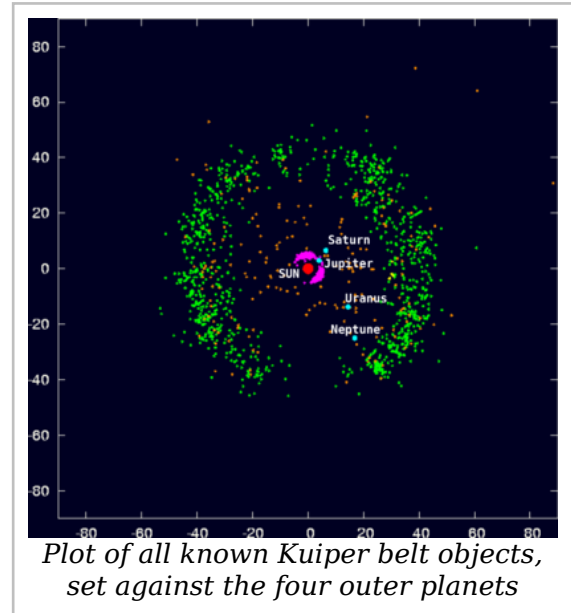 80
60
40
20
Saturn
Jupiter
SUN
0
Uranus
-20
Neptune
-40
-60
-80
-80 -60 -40 -20 0 20 40 60 80
Plot of all known Kuiper belt objects,
set against the four outer planets